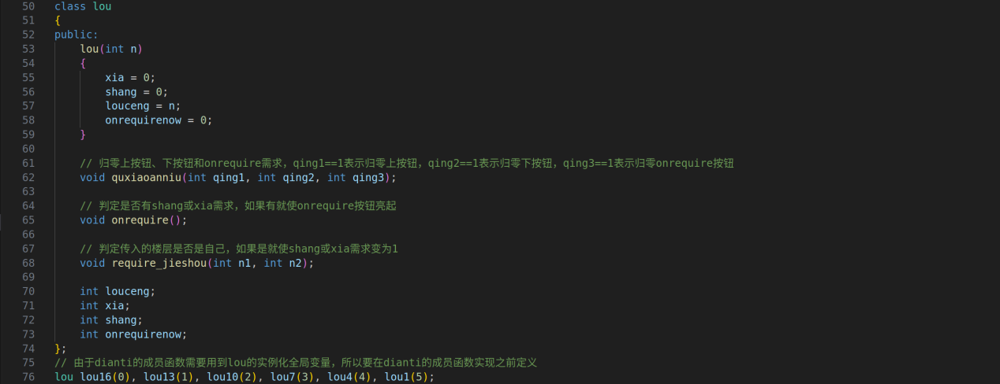 50 class lou
51 {
52 public:
53 lou(int n)
54 {
55 xia = 0;
56 shang = 0;
57 louceng = n;
58 onrequirenow = 0;
59 }
60
61 // 归零上按钮、下按钮和onrequire需求，qing1==1表示归零上按钮，qing2==1表示归零下按钮，qing3==1表示归零onrequire按钮
62 void quxiaoanniu(int qing1, int qing2, int qing3);
63
64 // 判定是否有shang或xia需求，如果有就使onrequire按钮亮起
65 void onrequire();
66
67 // 判定传入的楼层是否是自己，如果是就使shang或xia需求变为1
68 void require_jieshou(int n1, int n2);
69
70 int louceng;
71 int xia;
72 int shang;
73 int onrequirenow;
74 };
75 // 由于dianti的成员函数需要用到lou的实例化全局变量，所以要在dianti的成员函数实现之前定义
76 lou lou16(0), lou13(1), lou10(2), lou7(3), lou4(4), lou1(5);